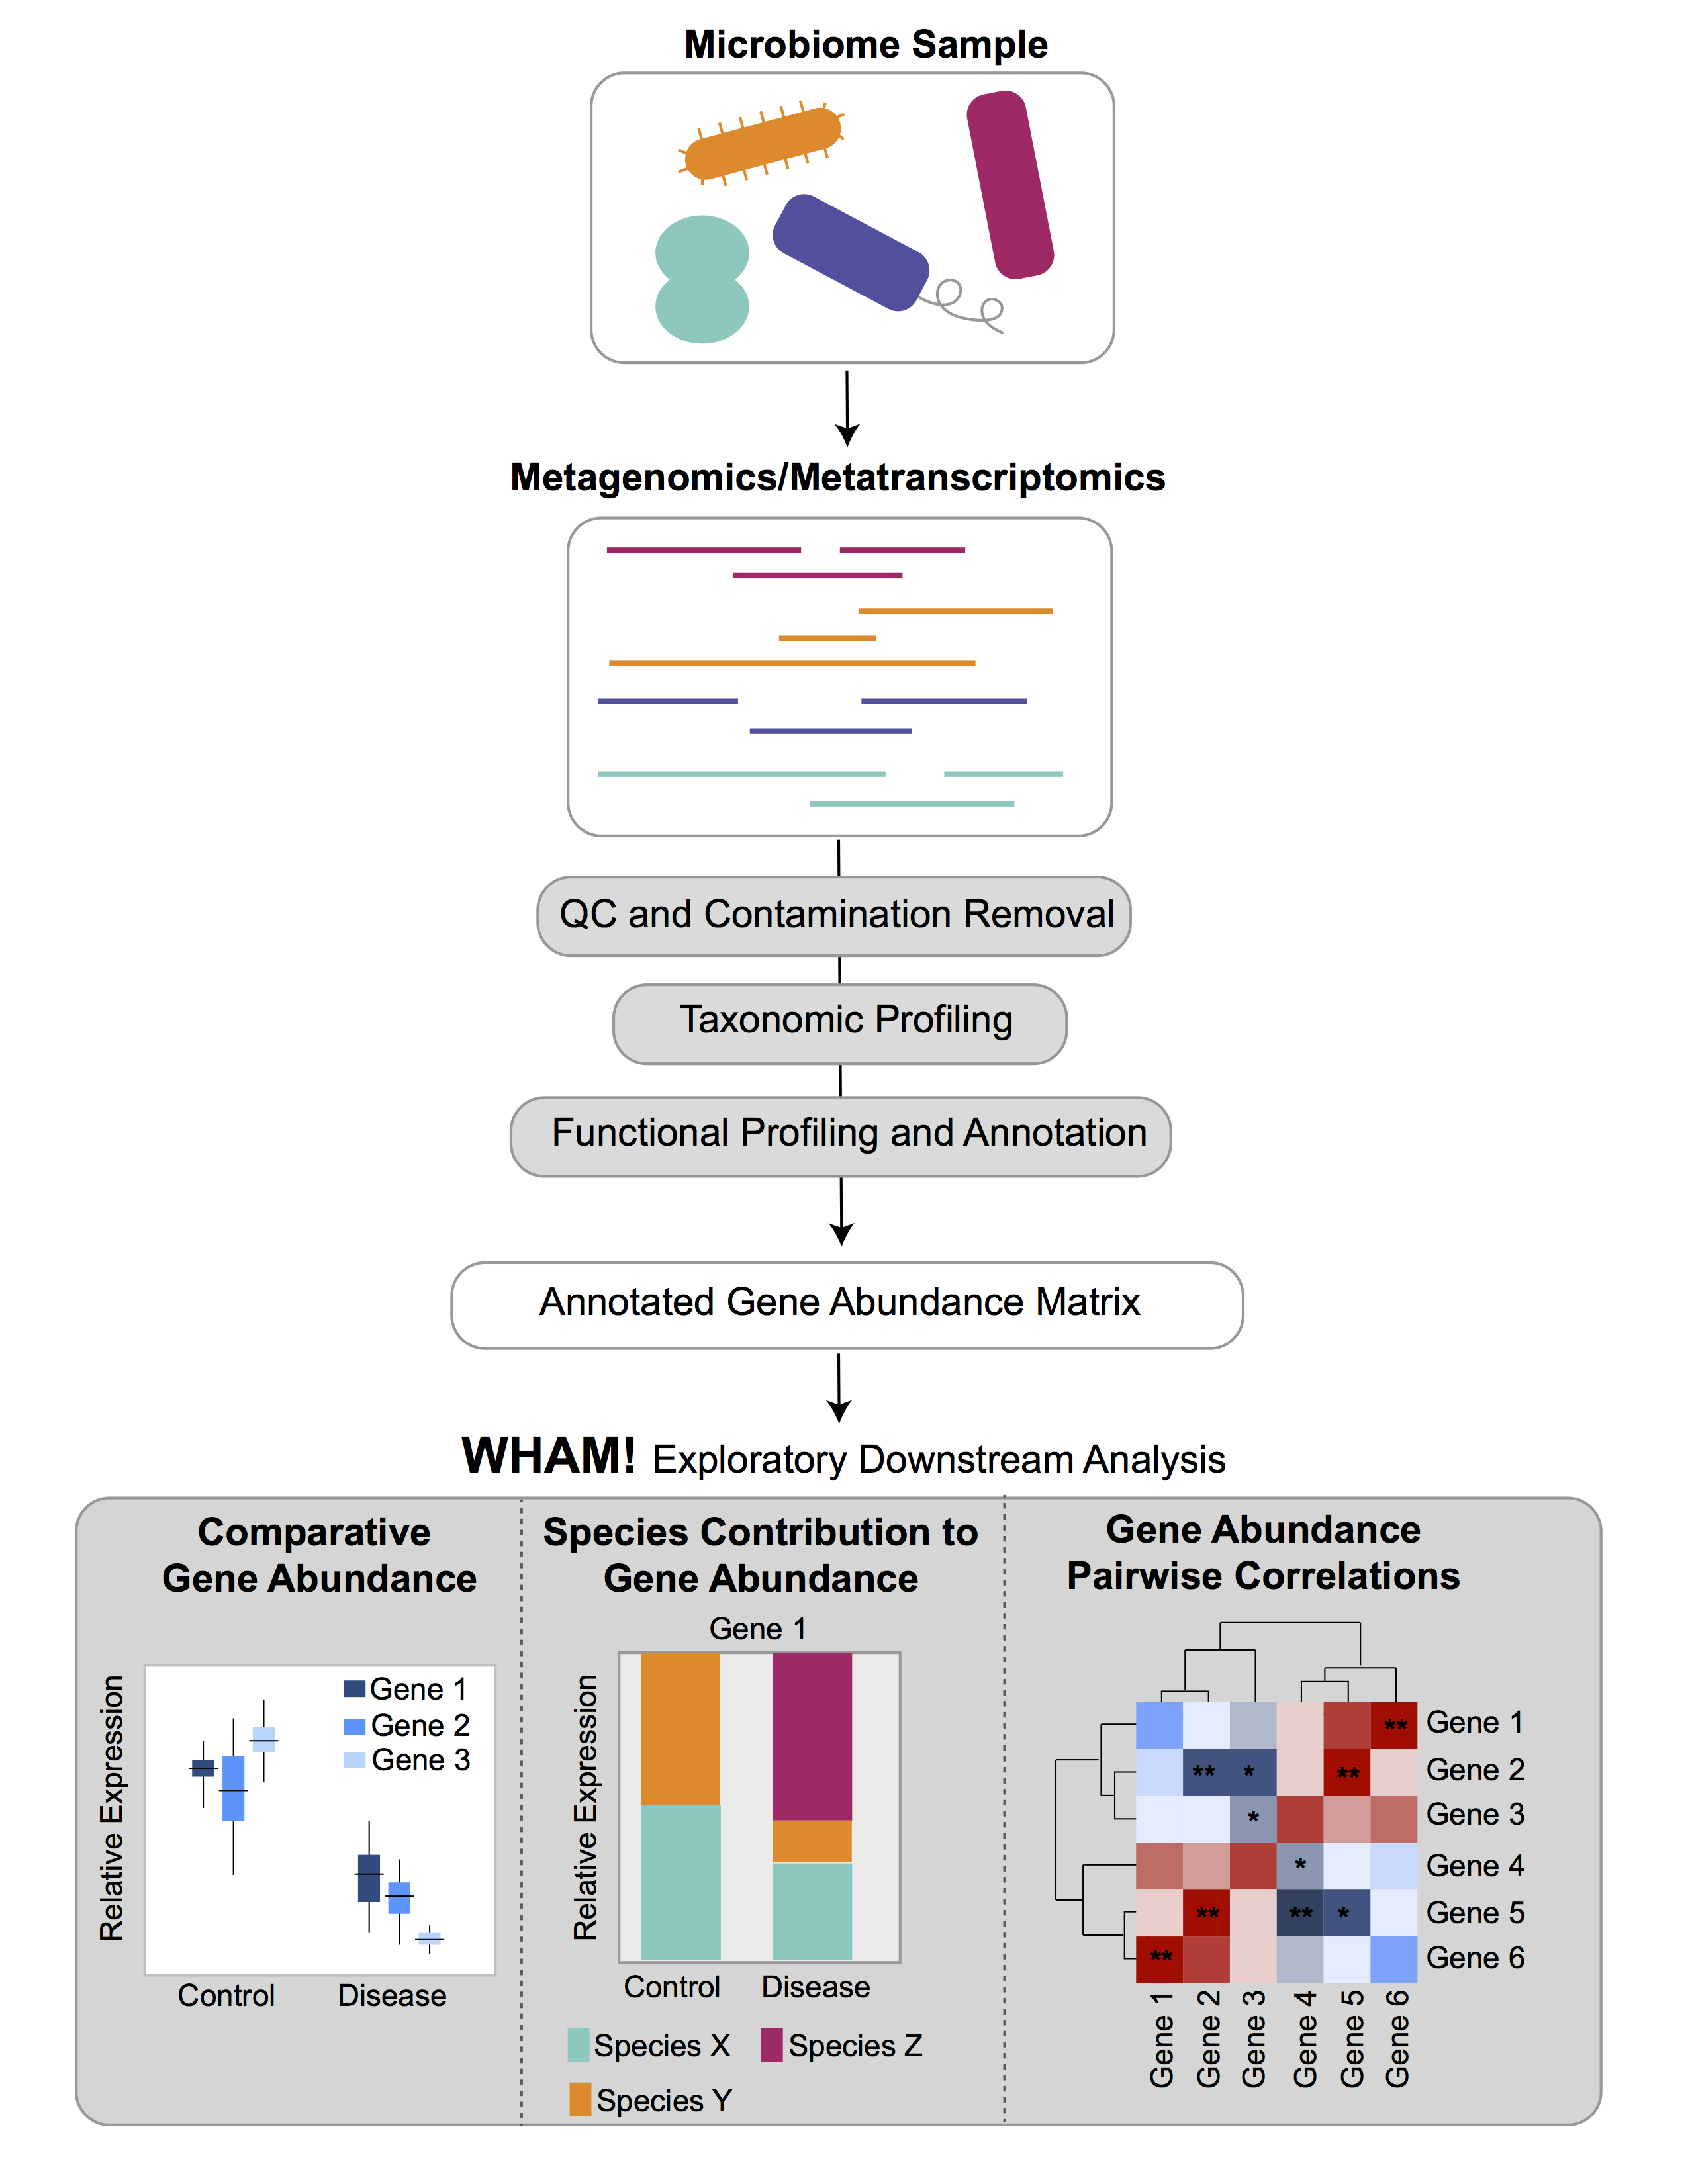 Microbiome Sample
Metagenomics/Metatranscriptomics
QC and Contamination Removal
Taxonomic Profiling
Functional Profiling and Annotation
Annotated Gene Abundance Matrix
WHAM! Exploratory Downstream Analysis
Comparative
Gene Abundance
Relative Expression
Gene 1
Gene 2
Gene 3
Control
Disease
Species Contribution to
Gene Abundance
Gene 1
Relative Expression
Control
Disease
Species X
Species Z
Species Y
Gene Abundance
Pairwise Correlations
** Gene 1
** * ** Gene 2
* Gene 3
* Gene 4
** ** * Gene 5
** Gene 6
Gene 1
Gene 2
Gene 3
Gene 4
Gene 5
Gene 6